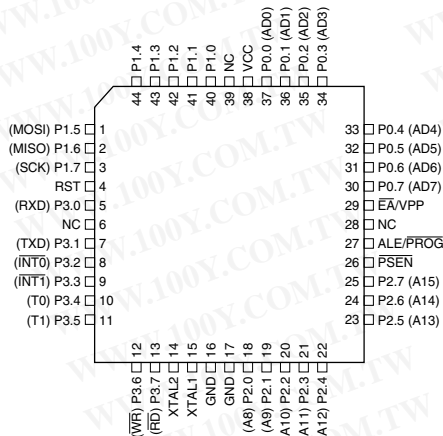 44 P1.4
43 P1.3
42 P1.2
41 P1.1
40 P1.0
39 NC
38 VCC
37 P0.0 (AD0)
36 P0.1 (AD1)
35 P0.2 (AD2)
34 P0.3 (AD3)
(MOSI) P1.5 1
(MISO) P1.6 2
(SCK) P1.7 3
RST 4
(RXD) P3.0 5
NC 6
(TXD) P3.1 7
(INT0) P3.2 8
(INT1) P3.3 9
(T0) P3.4 10
(T1) P3.5 11
33 P0.4 (AD4)
32 P0.5 (AD5)
31 P0.6 (AD6)
30 P0.7 (AD7)
29 EA/VPP
28 NC
27 ALE/PROG
26 PSEN
25 P2.7 (A15)
24 P2.6 (A14)
23 P2.5 (A13)
(WR) P3.6 12
(RD) P3.7 13
XTAL2 14
XTAL1 15
GND 16
GND 17
(A8) P2.0 18
(A9) P2.1 19
(A10) P2.2 20
(A11) P2.3 21
(A12) P2.4 22
WWW.100Y.COM.TW